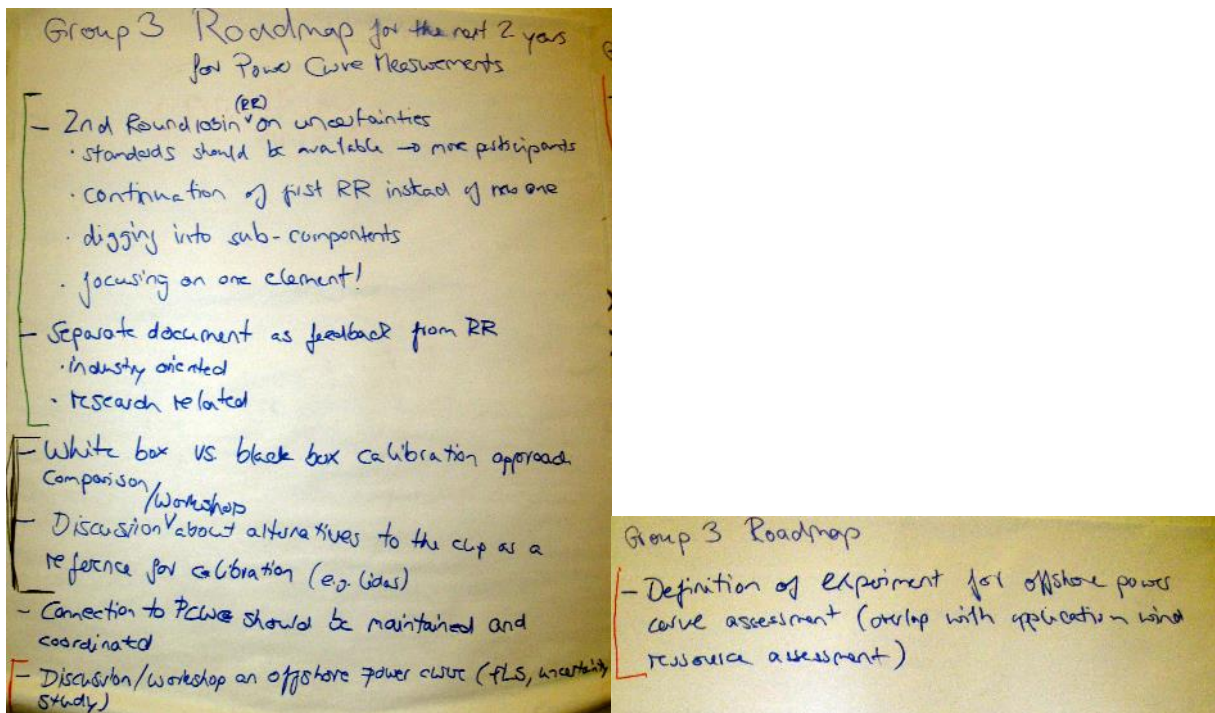 Group 3 Roadmap for the next 2 years
for Power Curve Measurements
- 2nd Roundrobin (RR) on uncertainties
· standards should be available → more participants
· continuation of first RR instead of new one
· digging into sub-compontents
· focusing on one element!
- Separate document as feedback from RR
· industry oriented
· research related
- White box vs. black box calibration approach
comparison
- Discussion/workshop about alternatives to the cup as a
reference for calibration (e.g. lidars)
- Connection to PCWG should be maintained and
coordinated
- Discussion/workshop on offshore power curve (FLS, uncertainty
study)
Group 3 Roadmap
- Definition of experiment for offshore power
curve assessment (overlap with application wind
ressource assessment)